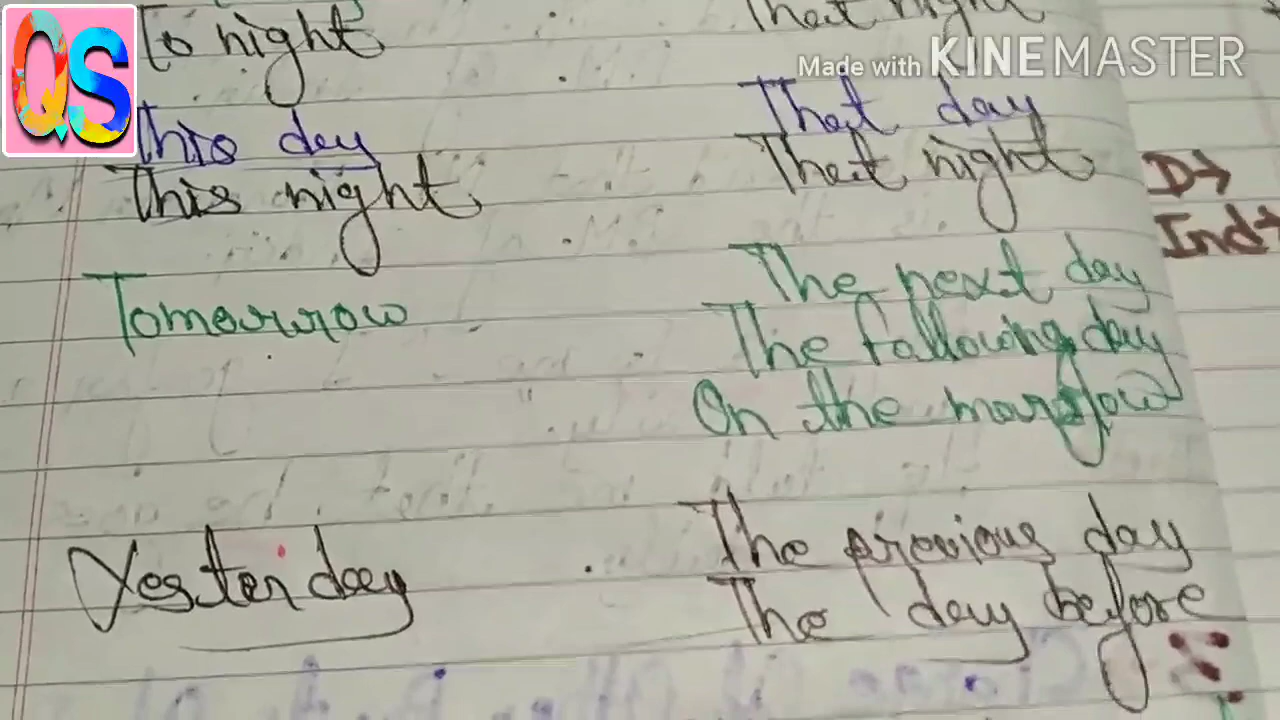 QS
Made with KINEMASTER
To night That night
This day That day
This night That night
D→
Ind→
Tomorrow The next day
The following day
On the morrow
Yesterday The previous day
The day before